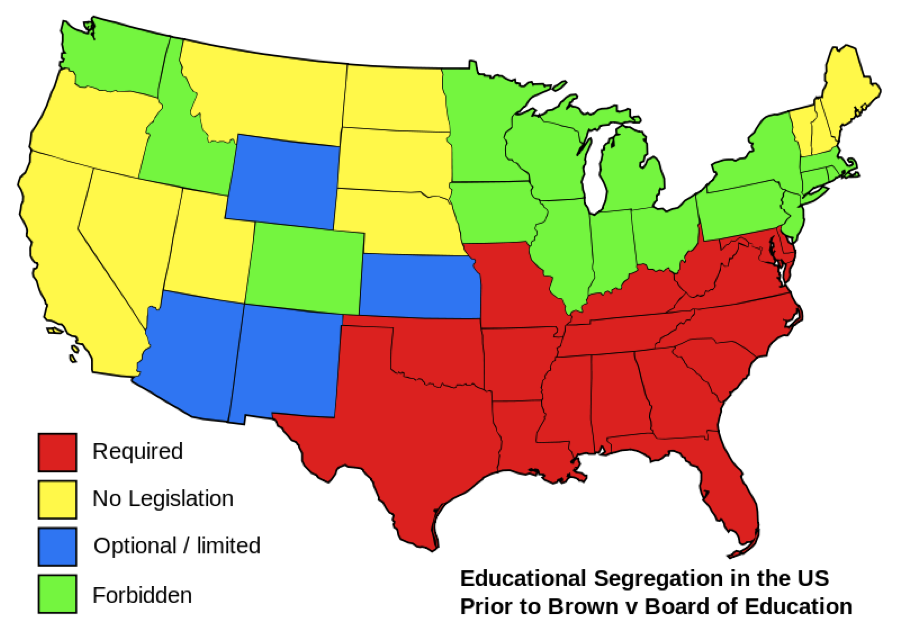 Required
No Legislation
Optional / limited
Forbidden
Educational Segregation in the US
Prior to Brown v Board of Education